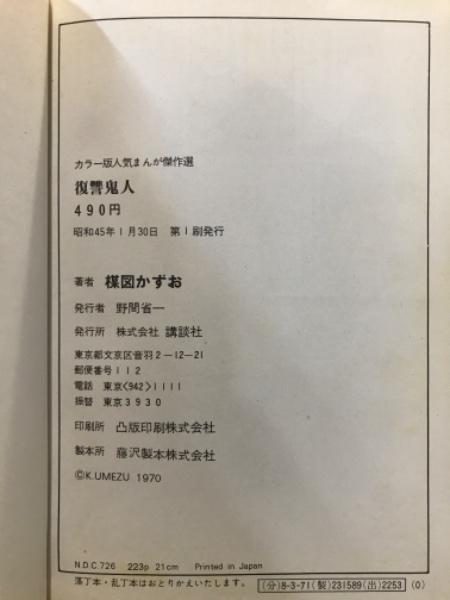 カラー版人気まんが傑作選
復讐鬼人
490円
昭和45年1月30日 第1刷発行
著者 楳図かずお
発行者 野間省一
発行所 株式会社 講談社
東京都文京区音羽2-12-21
郵便番号112
電話 東京<942>1111
振替 東京3930
印刷所 凸版印刷株式会社
製本所 藤沢製本株式会社
©K.UMEZU 1970
N.D.C.726 223p 21cm Printed in Japan
落丁本・乱丁本はおとりかえいたします。 (分)8-3-71(製)231589(出)2253 (0)